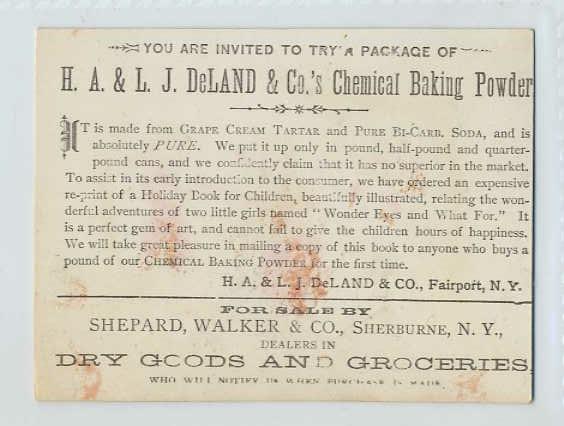 YOU ARE INVITED TO TRY A PACKAGE OF
H. A. & L. J. DeLAND & Co.'s Chemical Baking Powder
IT is made from GRAPE CREAM TARTAR and PURE BI-CARB. SODA, and is
absolutely PURE. We put it up only in pound, half-pound and quarter-
pound cans, and we confidently claim that it has no superior in the market.
To assist in its early introduction to the consumer, we have ordered an expensive
re-print of a Holiday Book for Children, beautifully illustrated, relating the won-
derful adventures of two little girls named "Wonder Eyes and What For." It
is a perfect gem of art, and cannot fail to give the children hours of happiness.
We will take great pleasure in mailing a copy of this book to anyone who buys a
pound of our CHEMICAL BAKING POWDER for the first time.
H. A. & L. J. DeLAND & CO., Fairport, N. Y.
FOR SALE BY
SHEPARD, WALKER & CO., SHERBURNE, N. Y.,
DEALERS IN
DRY GOODS AND GROCERIES,
WHO WILL NOTIFY US WHEN PURCHASE IS MADE.